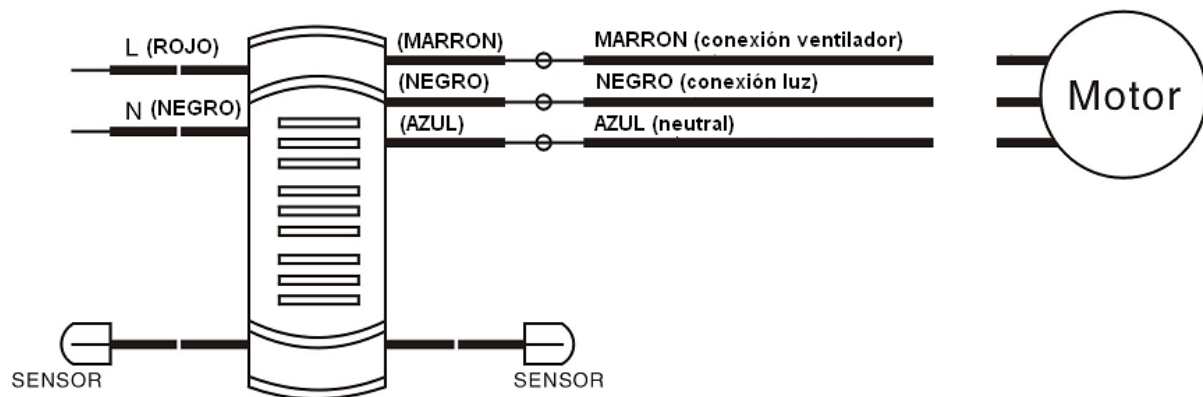 L (ROJO)
(MARRON)
MARRON (conexión ventilador)
(NEGRO)
NEGRO (conexión luz)
N (NEGRO)
(AZUL)
AZUL (neutral)
Motor
SENSOR
SENSOR